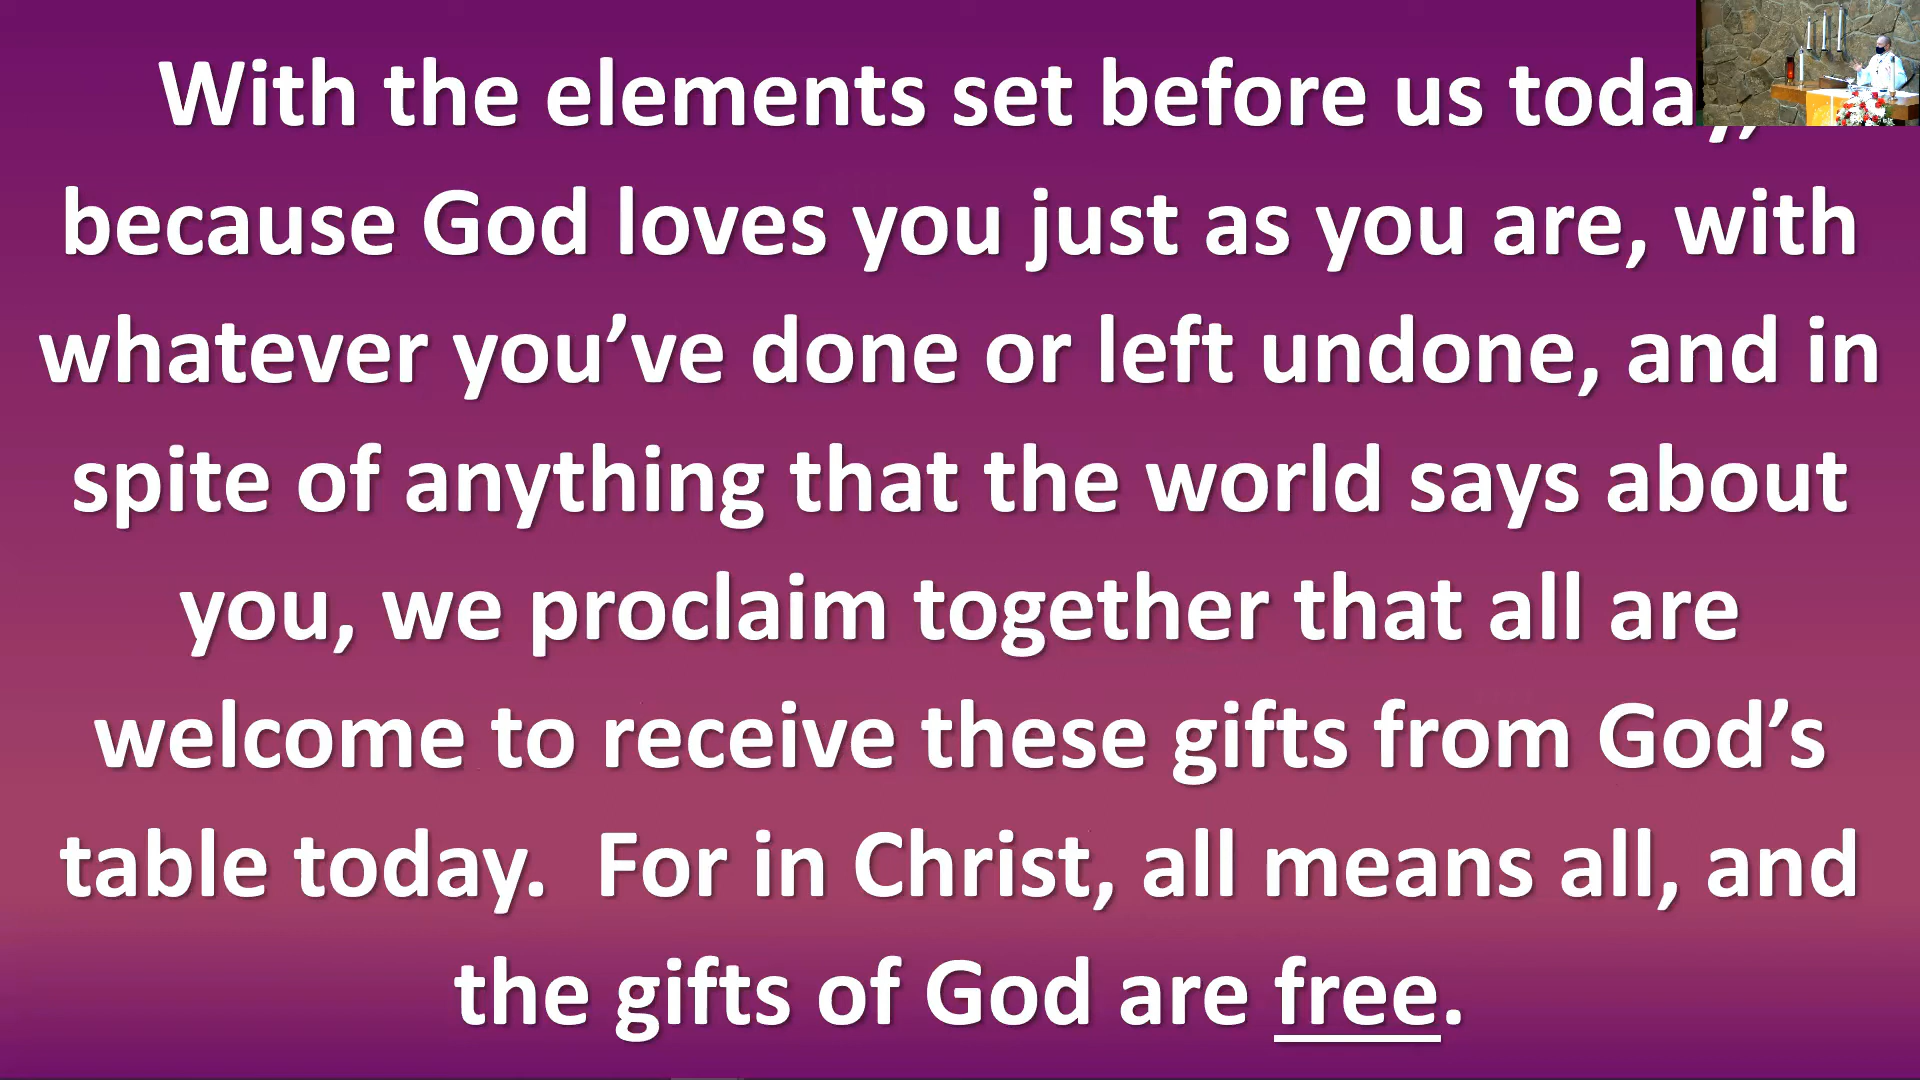 With the elements set before us today,
because God loves you just as you are, with
whatever you’ve done or left undone, and in
spite of anything that the world says about
you, we proclaim together that all are
welcome to receive these gifts from God’s
table today.  For in Christ, all means all, and
the gifts of God are free.